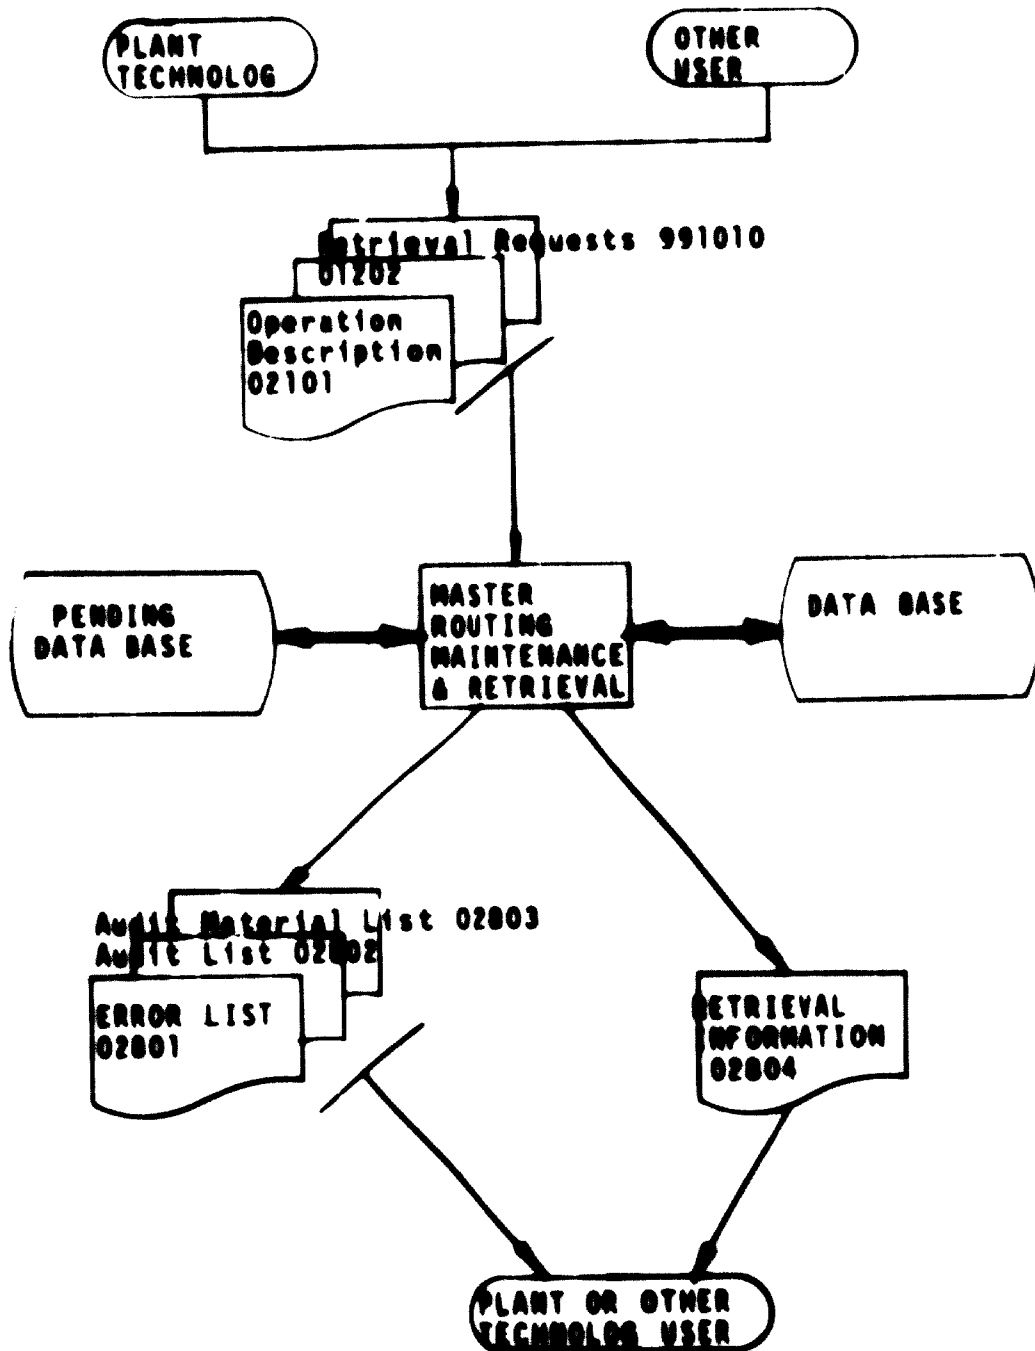 PLANT
TECHNOLOG
OTHER
USER
Retrieval Requests 991010
01202
Operation
Description
02101
PENDING
DATA BASE
MASTER
ROUTING
MAINTENANCE
& RETRIEVAL
DATA BASE
Audit Material List 02803
Audit List 02802
ERROR LIST
02801
RETRIEVAL
INFORMATION
02804
PLANT OR OTHER
TECHNOLOG USER